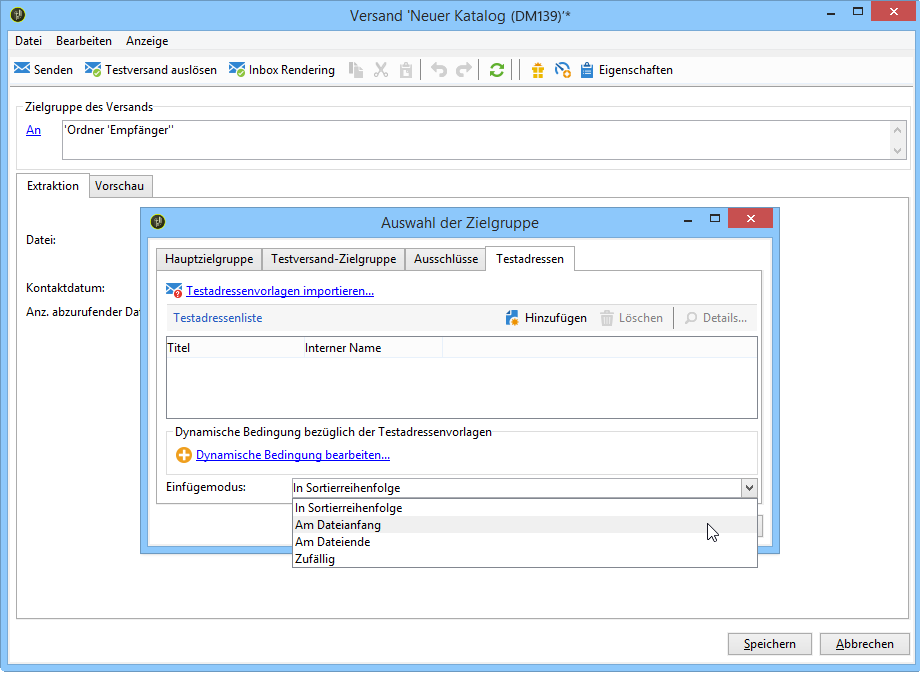 Versand 'Neuer Katalog (DM139)'*
Datei Bearbeiten Anzeige
Senden Testversand auslösen Inbox Rendering Eigenschaften
Zielgruppe des Versands
An 'Ordner 'Empfänger''
Extraktion Vorschau
Auswahl der Zielgruppe
Datei:
Hauptzielgruppe Testversand-Zielgruppe Ausschlüsse Testadressen
Kontaktdatum:
Testadressenvorlagen importieren...
Anz. abzurufender
Testadressenliste Hinzufügen Löschen Details...
Titel Interner Name
Dynamische Bedingung bezüglich der Testadressenvorlagen
Dynamische Bedingung bearbeiten...
Einfügemodus: In Sortierreihenfolge
In Sortierreihenfolge
Am Dateianfang
Am Dateiende
Zufällig
Speichern Abbrechen